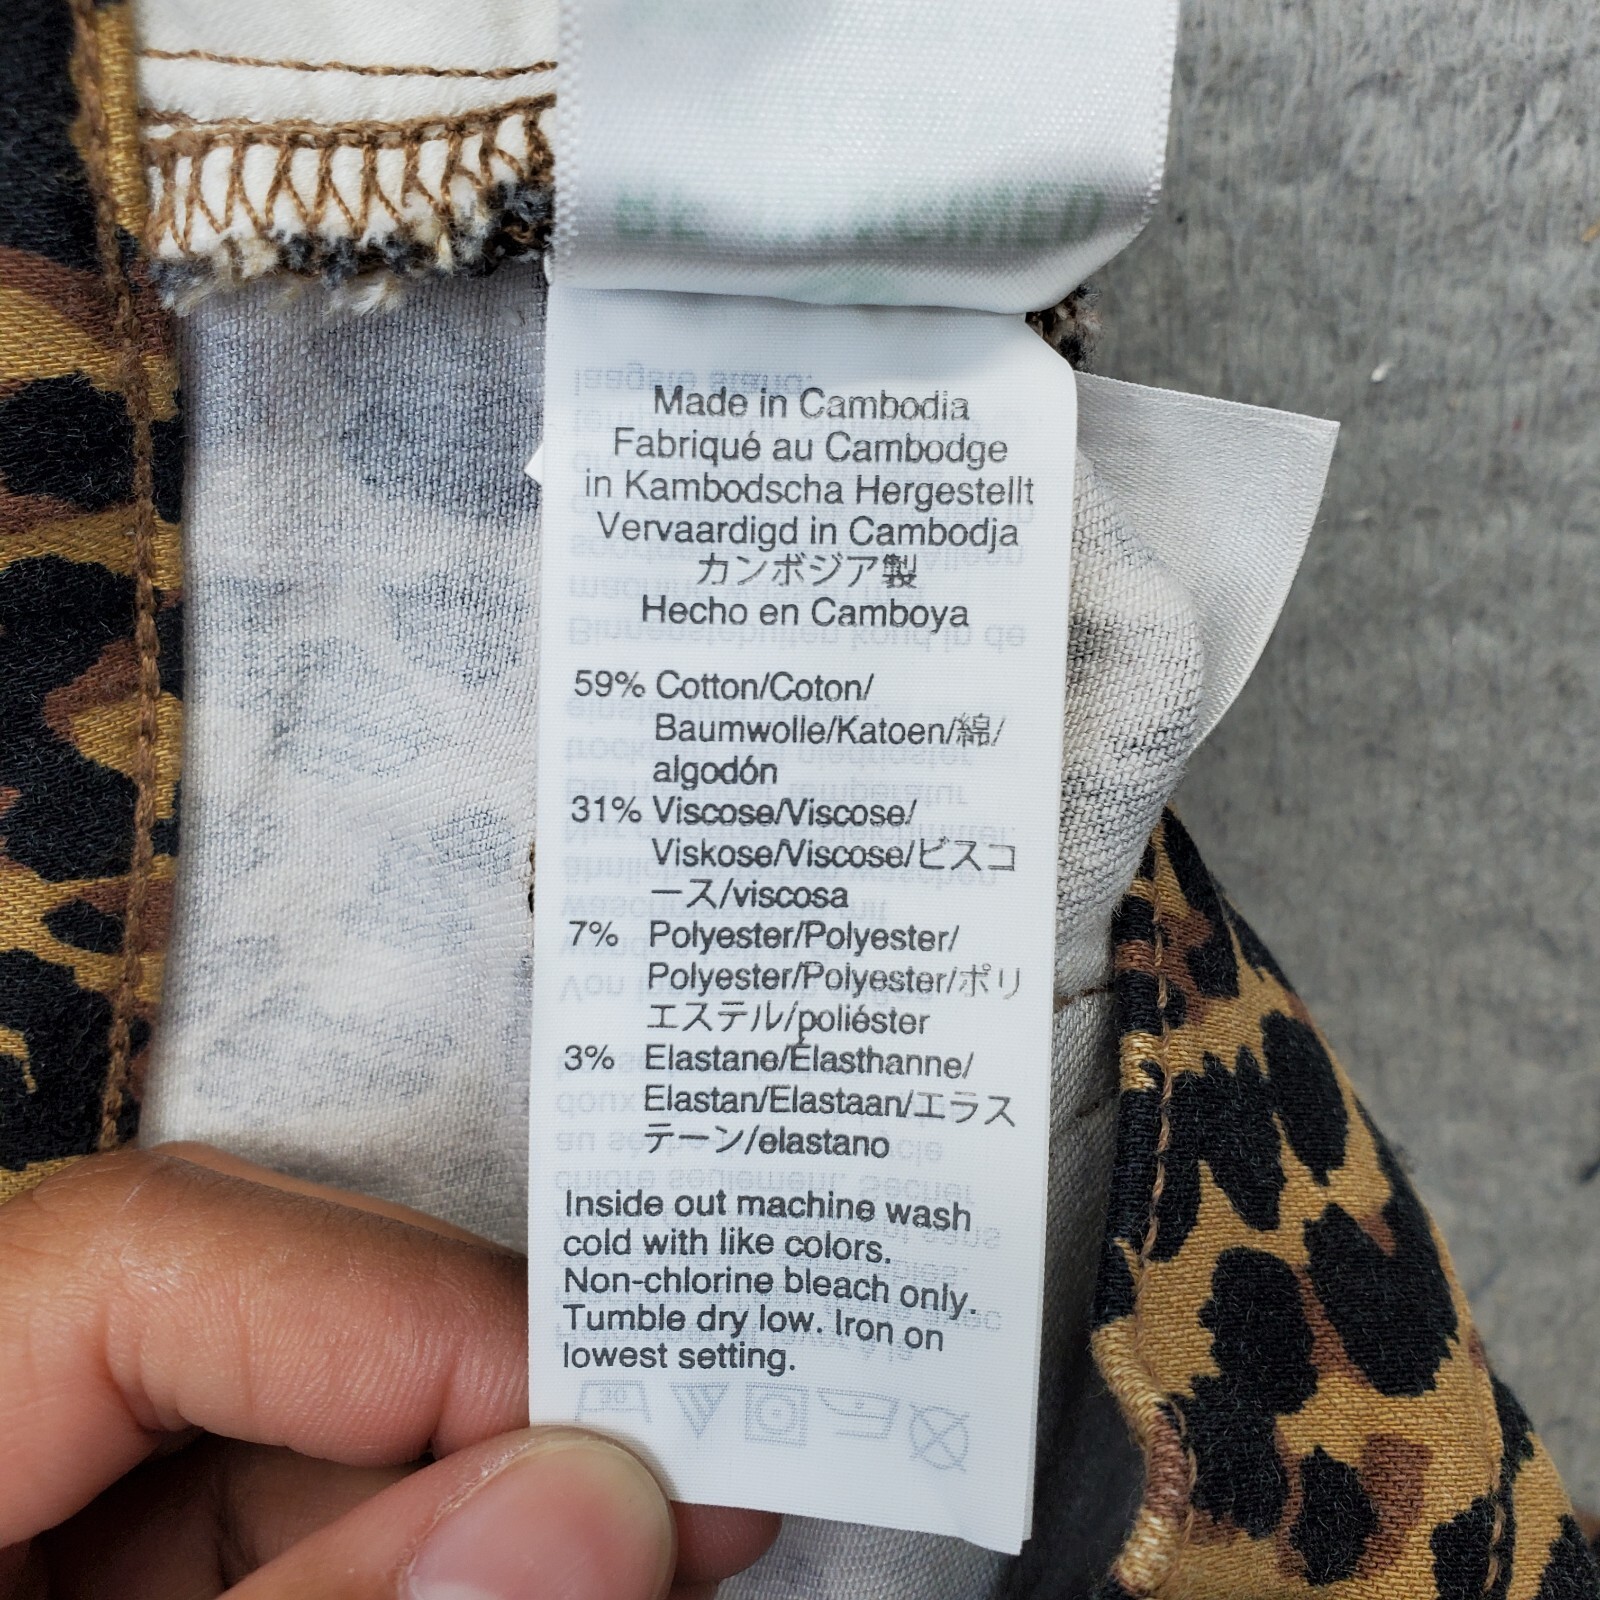 Made in Cambodia
Fabriqué au Cambodge
in Kambodscha Hergestellt
Vervaardigd in Cambodja
カンボジア製
Hecho en Camboya
59% Cotton/Coton/
Baumwolle/Katoen/綿/
algodón
31% Viscose/Viscose/
Viskose/Viscose/ビスコ
ース/viscosa
7% Polyester/Polyester/
Polyester/Polyester/ポリ
エステル/poliéster
3% Elastane/Élasthanne/
Elastan/Elastaan/エラス
テーン/elastano
Inside out machine wash
cold with like colors.
Non-chlorine bleach only.
Tumble dry low. Iron on
lowest setting.
30